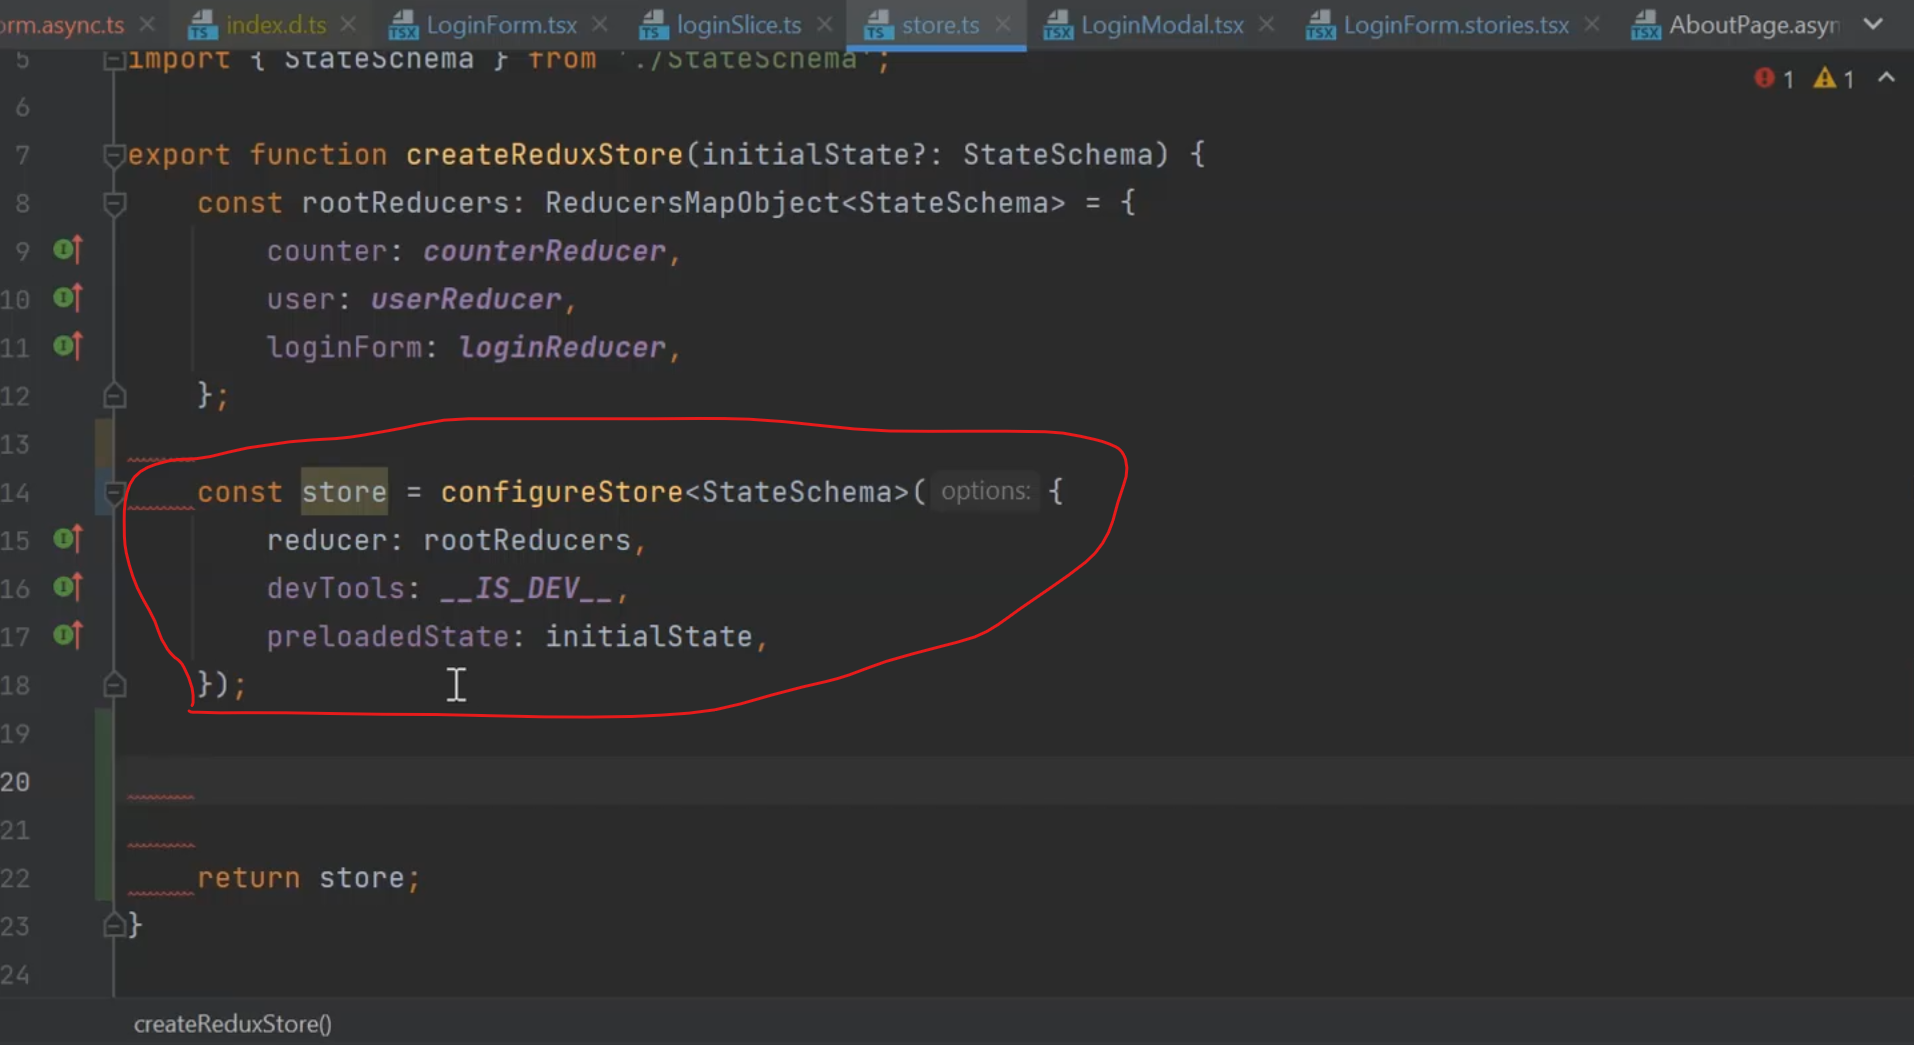 rm.async.ts
index.d.ts
LoginForm.tsx
loginSlice.ts
store.ts
LoginModal.tsx
LoginForm.stories.tsx
AboutPage.asyn
5 import { StateSchema } from './StateSchema';
1 1
6
7 export function createReduxStore(initialState?: StateSchema) {
8 const rootReducers: ReducersMapObject<StateSchema> = {
9 counter: counterReducer,
10 user: userReducer,
11 loginForm: loginReducer,
12 };
13
14 const store = configureStore<StateSchema>( options: {
15 reducer: rootReducers,
16 devTools: __IS_DEV__,
17 preloadedState: initialState,
18 });
19
20
21
22 return store;
23 }
24
createReduxStore()